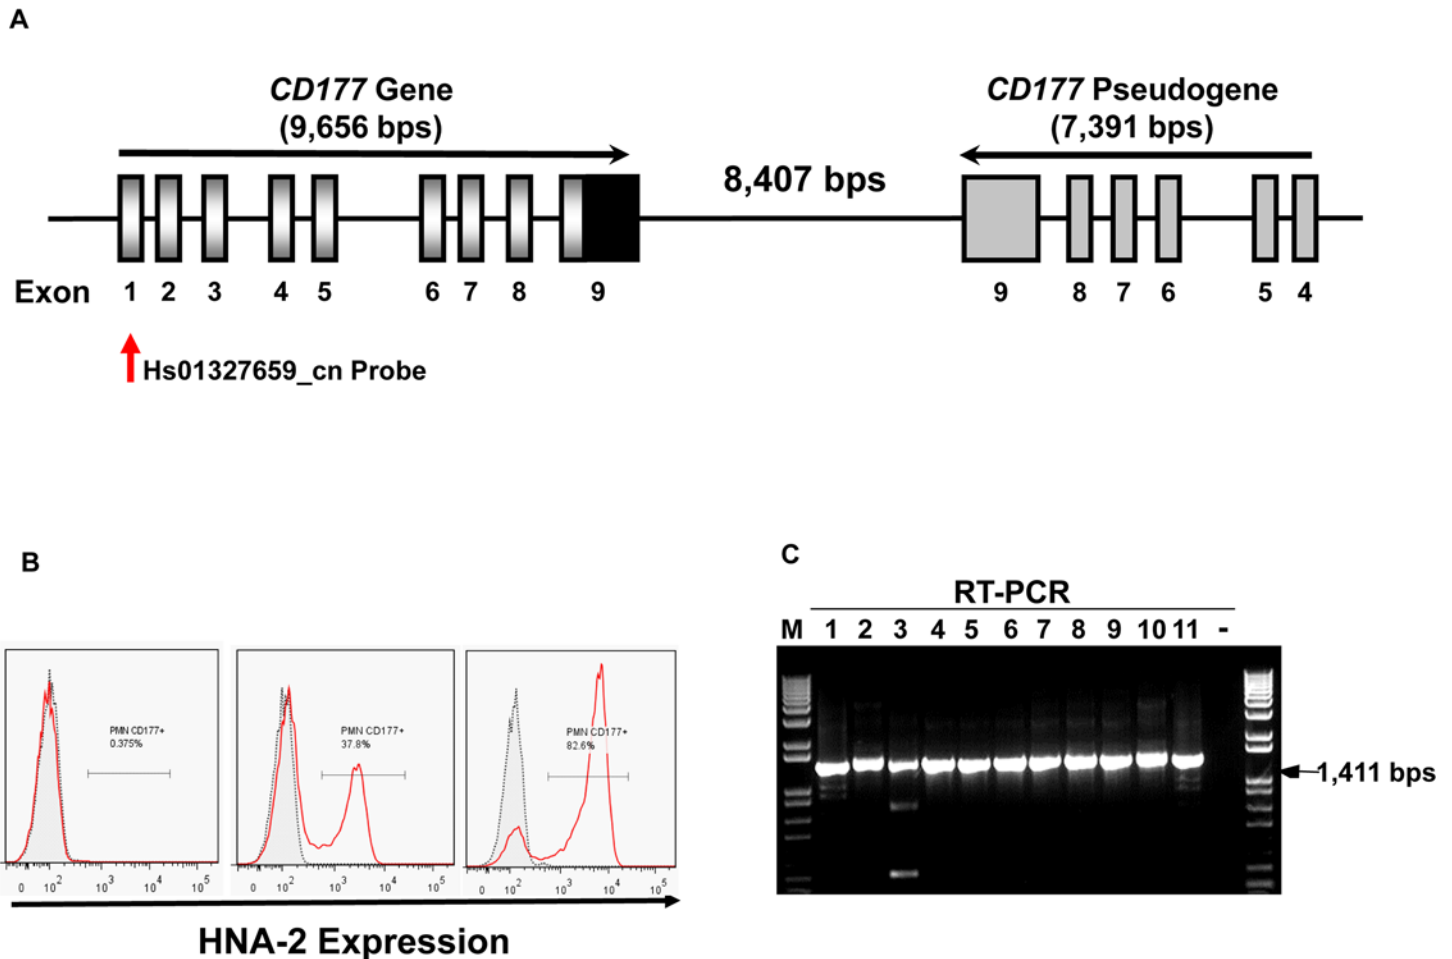 A
CD177 Gene
(9,656 bps)
CD177 Pseudogene
(7,391 bps)
8,407 bps
Exon 1 2 3 4 5 6 7 8 9 9 8 7 6 5 4
Hs01327659_cn Probe
B
PMN CD177+
0.375%
PMN CD177+
37.8%
PMN CD177+
82.6%
0 10^2 10^3 10^4 10^5
0 10^2 10^3 10^4 10^5
0 10^2 10^3 10^4 10^5
HNA-2 Expression
C
RT-PCR
M 1 2 3 4 5 6 7 8 9 10 11 -
1,411 bps